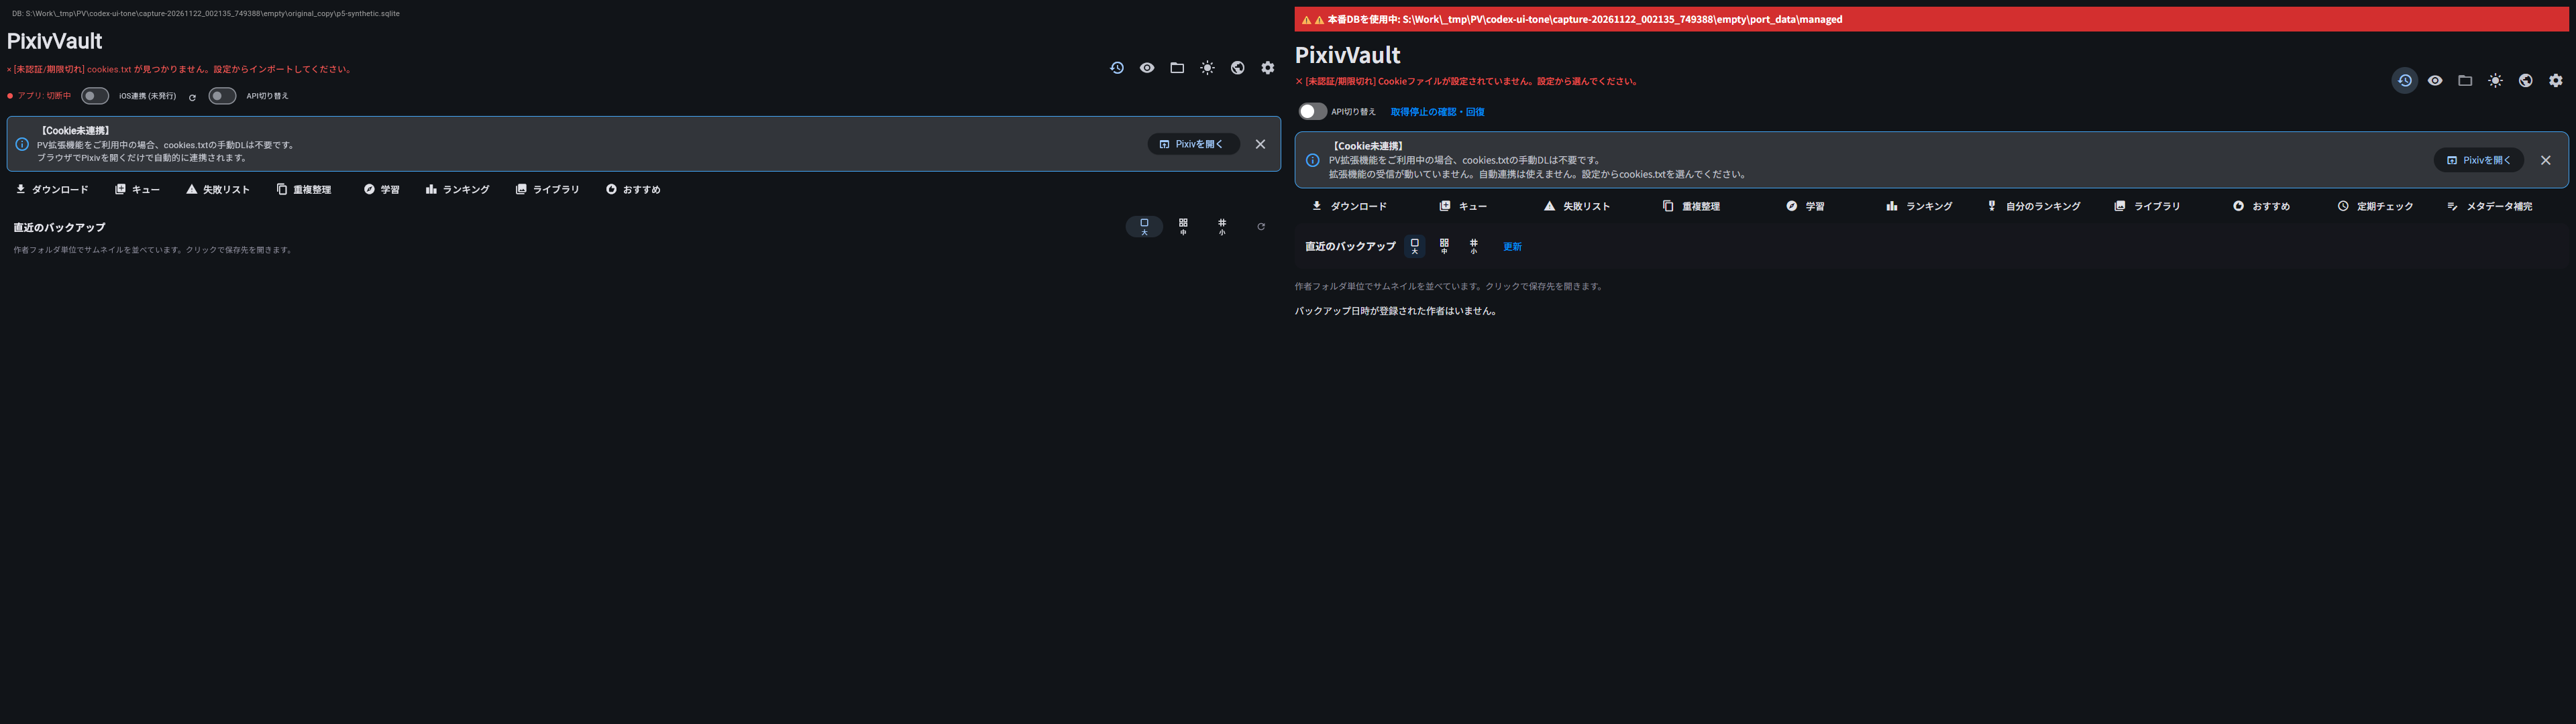 DB: S:\Work\_tmp\PV\codex-ui-tone\capture-20261122_002135_749388\empty\original_copy\p5-synthetic.sqlite
PixivVault
× [未認証/期限切れ] cookies.txt が見つかりません。設定からインポートしてください。
● アプリ: 切断中 iOS連携 (未発行) API切り替え
【Cookie未連携】
PV拡張機能をご利用中の場合、cookies.txtの手動DLは不要です。
ブラウザでPixivを開くだけで自動的に連携されます。
Pixivを開く
ダウンロード キュー 失敗リスト 重複整理 学習 ランキング ライブラリ おすすめ
直近のバックアップ 大 中 小
作者フォルダ単位でサムネイルを並べています。クリックで保存先を開きます。
⚠ ⚠ 本番DBを使用中: S:\Work\_tmp\PV\codex-ui-tone\capture-20261122_002135_749388\empty\port_data\managed
PixivVault
× [未認証/期限切れ] Cookieファイルが設定されていません。設定から選んでください。
API切り替え 取得停止の確認・回復
【Cookie未連携】
PV拡張機能をご利用中の場合、cookies.txtの手動DLは不要です。
拡張機能の受信が動いていません。自動連携は使えません。設定からcookies.txtを選んでください。
Pixivを開く
ダウンロード キュー 失敗リスト 重複整理 学習 ランキング 自分のランキング ライブラリ おすすめ 定期チェック メタデータ補完
直近のバックアップ 大 中 小 更新
作者フォルダ単位でサムネイルを並べています。クリックで保存先を開きます。
バックアップ日時が登録された作者はいません。